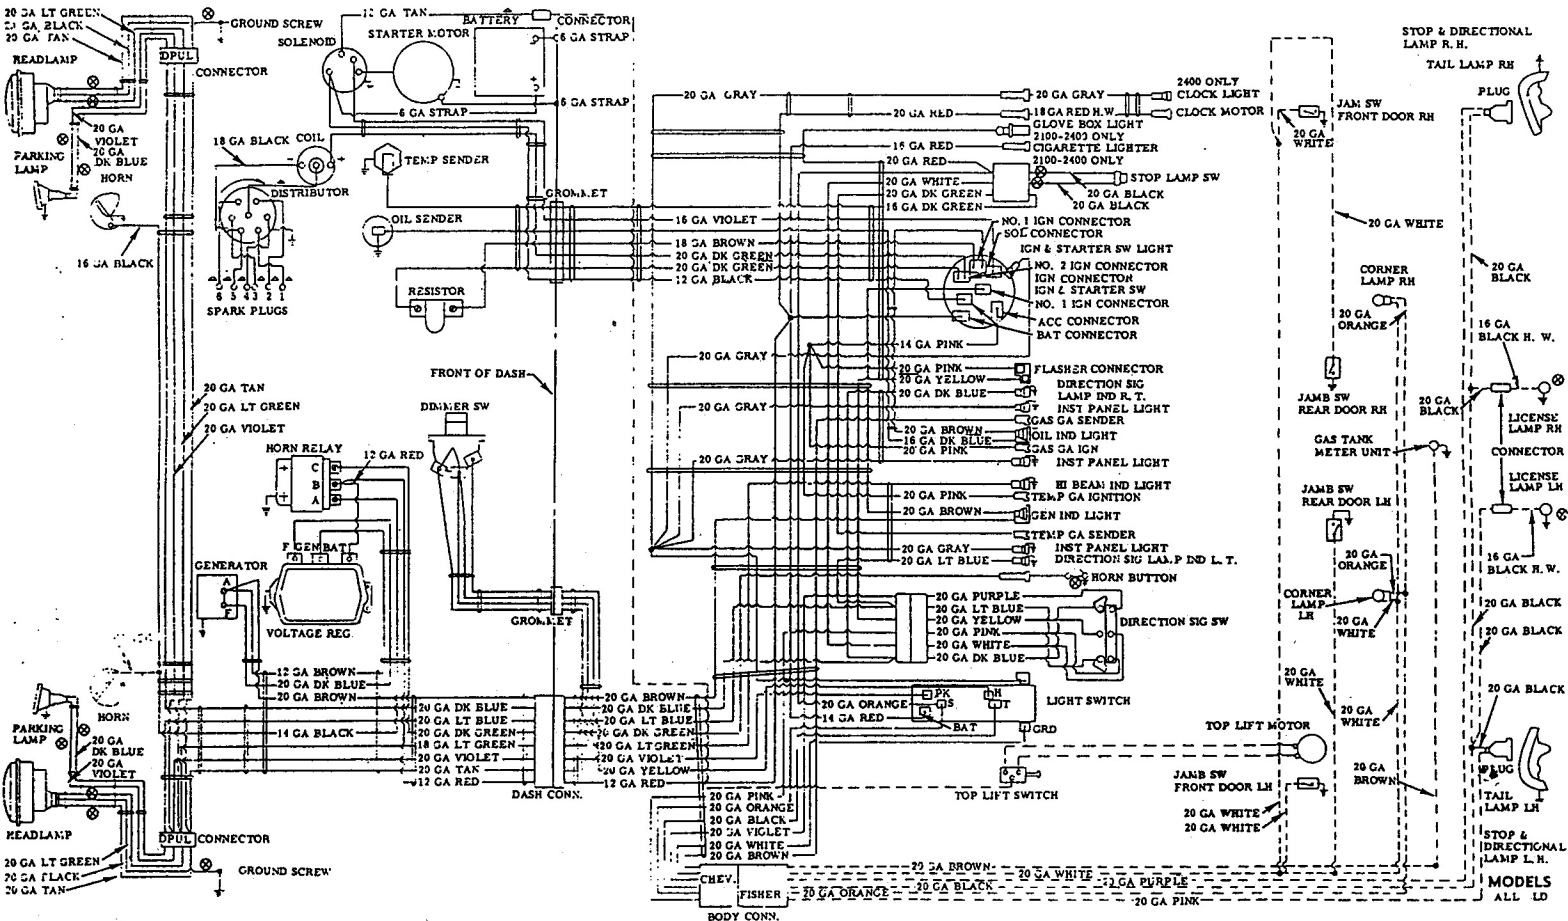 20 GA LT GREEN
GA BLACK
20 GA TAN
HEADLAMP
GROUND SCREW
DPUL
CONNECTOR
20 GA
VIOLET
20 GA
DK BLUE
PARKING
LAMP
HORN
16 GA BLACK
12 GA TAN
SOLENOID
STARTER MOTOR
BATTERY
CONNECTOR
6 GA STRAP
6 GA STRAP
6 GA STRAP
18 GA BLACK
COIL
DISTRIBUTOR
TEMP SENDER
OIL SENDER
GROMMET
6 5 4 3 2 1
SPARK PLUGS
RESISTOR
FRONT OF DASH
20 GA TAN
20 GA LT GREEN
20 GA VIOLET
DIMMER SW
HORN RELAY
12 GA RED
C
B
A
F GEN BAT
GENERATOR
A
F
VOLTAGE REG.
GROMMET
12 GA BROWN
20 GA DK BLUE
20 GA BROWN
20 GA DK BLUE
20 GA LT BLUE
20 GA DK GREEN
14 GA BLACK
18 GA LT GREEN
20 GA VIOLET
20 GA TAN
12 GA RED
DASH CONN.
20 GA BROWN
20 GA DK BLUE
20 GA LT BLUE
20 GA DK GREEN
20 GA LT GREEN
20 GA VIOLET
20 GA YELLOW
12 GA RED
HORN
PARKING
LAMP
20 GA
DK BLUE
20 GA
VIOLET
HEADLAMP
DPUL
CONNECTOR
20 GA LT GREEN
20 GA BLACK
20 GA TAN
GROUND SCREW
20 GA GRAY
20 GA GRAY
2400 ONLY
CLOCK LIGHT
20 GA RED
18 GA RED H.W.
CLOCK MOTOR
GLOVE BOX LIGHT
2100-2400 ONLY
16 GA RED
CIGARETTE LIGHTER
2100-2400 ONLY
20 GA RED
20 GA WHITE
20 GA DK GREEN
16 GA DK GREEN
STOP LAMP SW
20 GA BLACK
20 GA BLACK
16 GA VIOLET
18 GA BROWN
20 GA DK GREEN
20 GA DK GREEN
12 GA BLACK
NO. 1 IGN CONNECTOR
SOL CONNECTOR
IGN & STARTER SW LIGHT
NO. 2 IGN CONNECTOR
IGN CONNECTOR
IGN & STARTER SW
NO. 1 IGN CONNECTOR
ACC CONNECTOR
BAT CONNECTOR
14 GA PINK
20 GA GRAY
20 GA PINK
FLASHER CONNECTOR
20 GA YELLOW
20 GA DK BLUE
DIRECTION SIG
LAMP IND R. T.
20 GA GRAY
INST PANEL LIGHT
GAS GA SENDER
20 GA BROWN
OIL IND LIGHT
16 GA DK BLUE
20 GA PINK
GAS GA IGN
20 GA GRAY
INST PANEL LIGHT
HI BEAM IND LIGHT
20 GA PINK
TEMP GA IGNITION
20 GA BROWN
GEN IND LIGHT
TEMP GA SENDER
20 GA GRAY
INST PANEL LIGHT
20 GA LT BLUE
DIRECTION SIG LAMP IND L. T.
HORN BUTTON
20 GA PURPLE
20 GA LT BLUE
20 GA YELLOW
20 GA PINK
20 GA WHITE
20 GA DK BLUE
DIRECTION SIG SW
PK
H
S
T
BAT
20 GA ORANGE
14 GA RED
LIGHT SWITCH
GRD
TOP LIFT SWITCH
TOP LIFT MOTOR
20 GA PINK
20 GA ORANGE
20 GA BLACK
20 GA VIOLET
20 GA WHITE
20 GA BROWN
CHEV.
FISHER
BODY CONN.
20 GA BROWN
20 GA WHITE
20 GA PURPLE
20 GA BLACK
20 GA ORANGE
20 GA PINK
STOP & DIRECTIONAL
LAMP R. H.
TAIL LAMP RH
PLUG
JAM SW
FRONT DOOR RH
20 GA
WHITE
20 GA WHITE
CORNER
LAMP RH
20 GA
ORANGE
20 GA
BLACK
16 GA
BLACK H. W.
JAMB SW
REAR DOOR RH
20 GA
BLACK
LICENSE
LAMP RH
GAS TANK
METER UNIT
CONNECTOR
LICENSE
LAMP LH
JAMB SW
REAR DOOR LH
20 GA
ORANGE
16 GA
BLACK H.W.
CORNER
LAMP
LH
20 GA
WHITE
20 GA BLACK
20 GA BLACK
20 GA
WHITE
20 GA
WHITE
20 GA BLACK
20 GA
BROWN
JAMB SW
FRONT DOOR LH
20 GA WHITE
20 GA WHITE
PLUG
TAIL
LAMP LH
STOP &
DIRECTIONAL
LAMP L. H.
MODELS
ALL